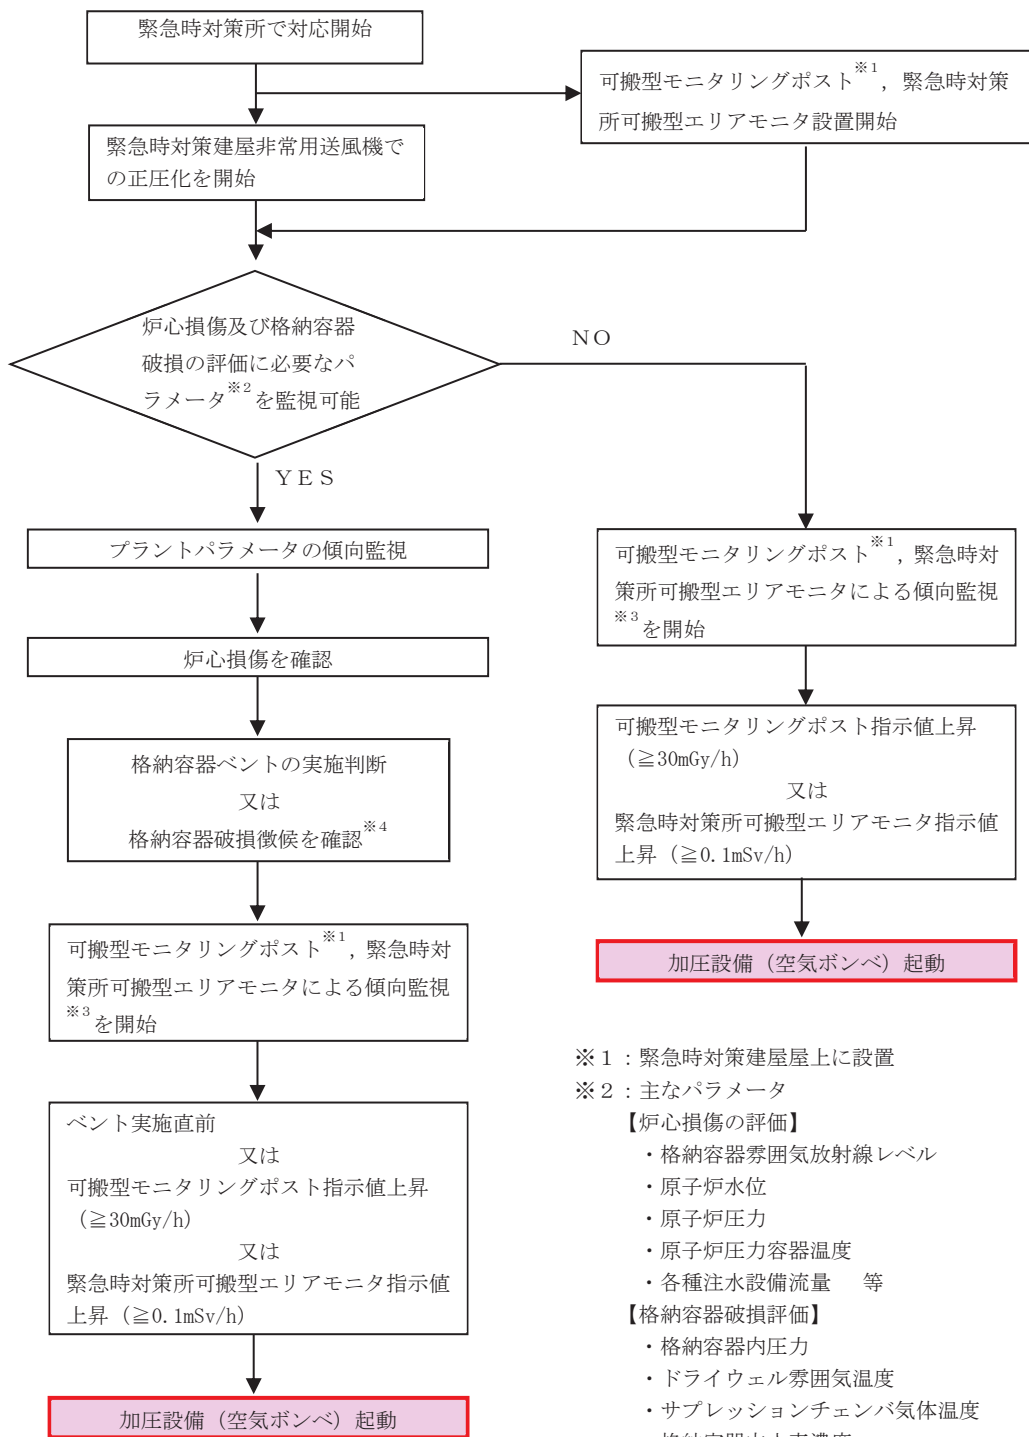 緊急時対策所で対応開始
可搬型モニタリングポスト※1，緊急時対策
所可搬型エリアモニタ設置開始
緊急時対策建屋非常用送風機で
の正圧化を開始
炉心損傷及び格納容器
破損の評価に必要なパ
ラメータ※2を監視可能
NO
YES
プラントパラメータの傾向監視
炉心損傷を確認
格納容器ベントの実施判断
又は
格納容器破損徴候を確認※4
可搬型モニタリングポスト※1，緊急時対
策所可搬型エリアモニタによる傾向監視
※3を開始
ベント実施直前
又は
可搬型モニタリングポスト指示値上昇
（≧30mGy/h）
又は
緊急時対策所可搬型エリアモニタ指示値
上昇（≧0.1mSv/h）
加圧設備（空気ボンベ）起動
可搬型モニタリングポスト※1，緊急時対
策所可搬型エリアモニタによる傾向監視
※3を開始
可搬型モニタリングポスト指示値上昇
（≧30mGy/h）
又は
緊急時対策所可搬型エリアモニタ指示値
上昇（≧0.1mSv/h）
加圧設備（空気ボンベ）起動
※１：緊急時対策建屋屋上に設置
※２：主なパラメータ
【炉心損傷の評価】
・格納容器雰囲気放射線レベル
・原子炉水位
・原子炉圧力
・原子炉圧力容器温度
・各種注水設備流量　等
【格納容器破損評価】
・格納容器内圧力
・ドライウェル雰囲気温度
・サプレッションチェンバ気体温度